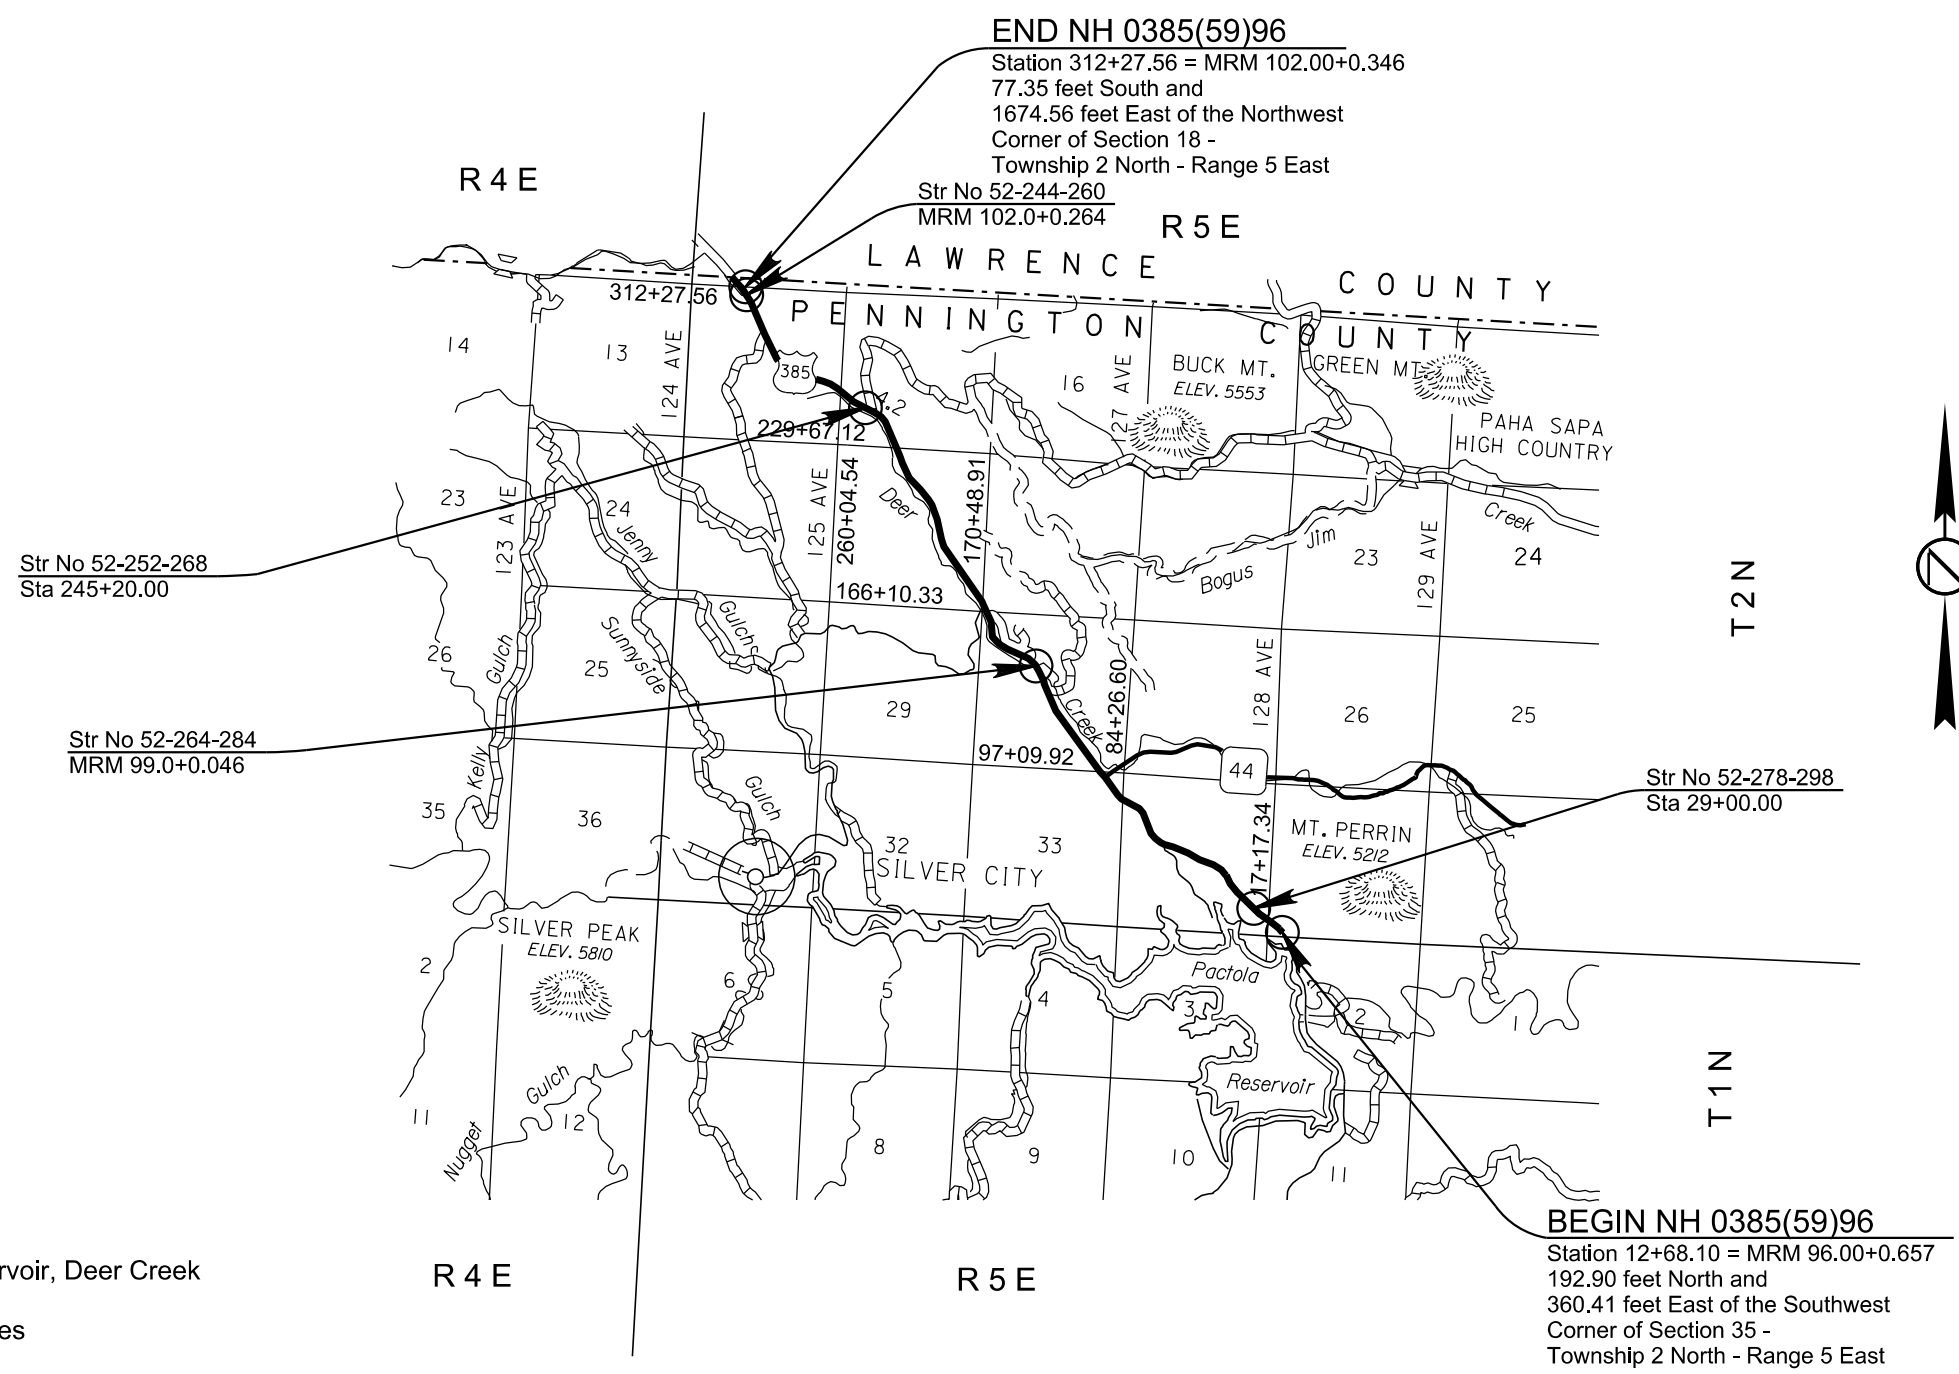 END NH 0385(59)96
Station 312+27.56 = MRM 102.00+0.346
77.35 feet South and
1674.56 feet East of the Northwest
Corner of Section 18 -
Township 2 North - Range 5 East
R 4 E
Str No 52-244-260
MRM 102.0+0.264
R 5 E
LAWRENCE COUNTY
312+27.56
PENNINGTON COUNTY
14
13
124 AVE
385
16
127 AVE
BUCK MT.
ELEV. 5553
GREEN MT.
4.2
229+67.12
PAHA SAPA
HIGH COUNTRY
23
123 AVE
24
Jenny
Gulch
125 AVE
260+04.54
Deer
170+48.91
Creek
Jim
Bogus
23
129 AVE
24
T 2 N
Str No 52-252-268
Sta 245+20.00
166+10.33
26
Gulch
Kelly
25
Sunnyside
Gulch
29
Creek
84+26.60
128 AVE
26
25
Str No 52-264-284
MRM 99.0+0.046
97+09.92
44
Str No 52-278-298
Sta 29+00.00
35
36
32
33
SILVER CITY
17+17.34
MT. PERRIN
ELEV. 5212
SILVER PEAK
ELEV. 5810
2
6
5
4
Pactola
3
2
1
Reservoir
T 1 N
11
Nugget
Gulch
12
8
9
10
11
BEGIN NH 0385(59)96
Station 12+68.10 = MRM 96.00+0.657
192.90 feet North and
360.41 feet East of the Southwest
Corner of Section 35 -
Township 2 North - Range 5 East
rvoir, Deer Creek
R 4 E
R 5 E
es